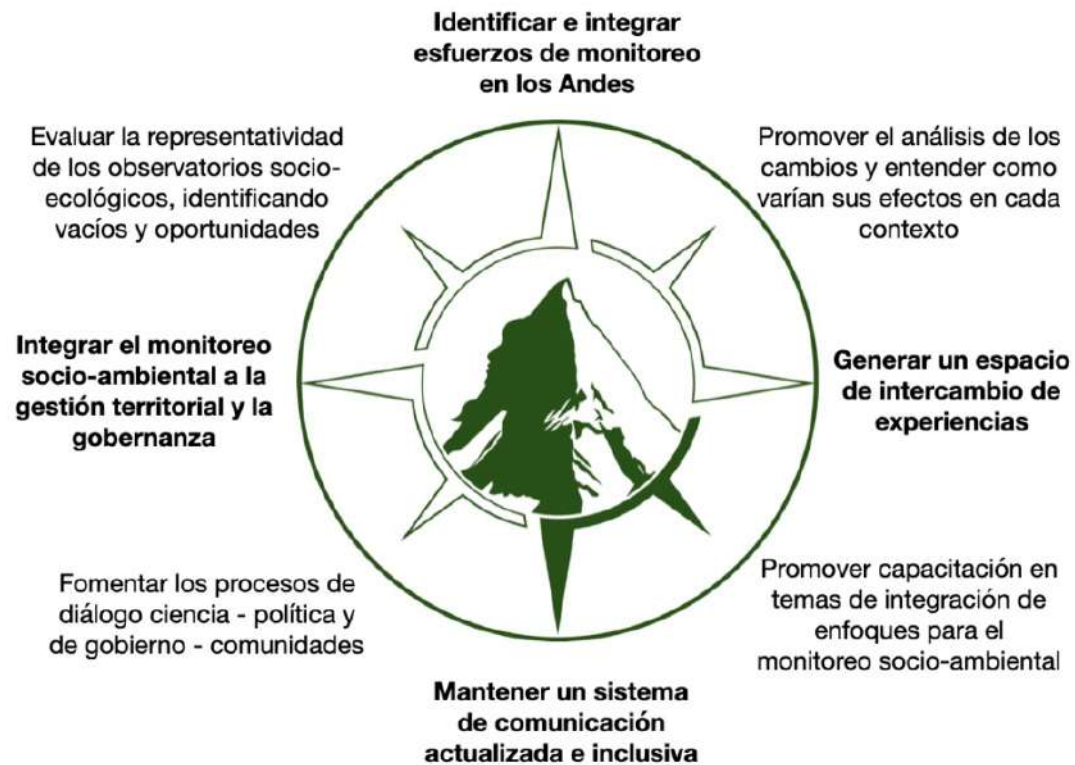 Identificar e integrar
esfuerzos de monitoreo
en los Andes
Evaluar la representatividad
de los observatorios socio-
ecológicos, identificando
vacíos y oportunidades
Promover el análisis de los
cambios y entender como
varían sus efectos en cada
contexto
Integrar el monitoreo
socio-ambiental a la
gestión territorial y la
gobernanza
Generar un espacio
de intercambio de
experiencias
Fomentar los procesos de
diálogo ciencia - política y
de gobierno - comunidades
Promover capacitación en
temas de integración de
enfoques para el
monitoreo socio-ambiental
Mantener un sistema
de comunicación
actualizada e inclusiva